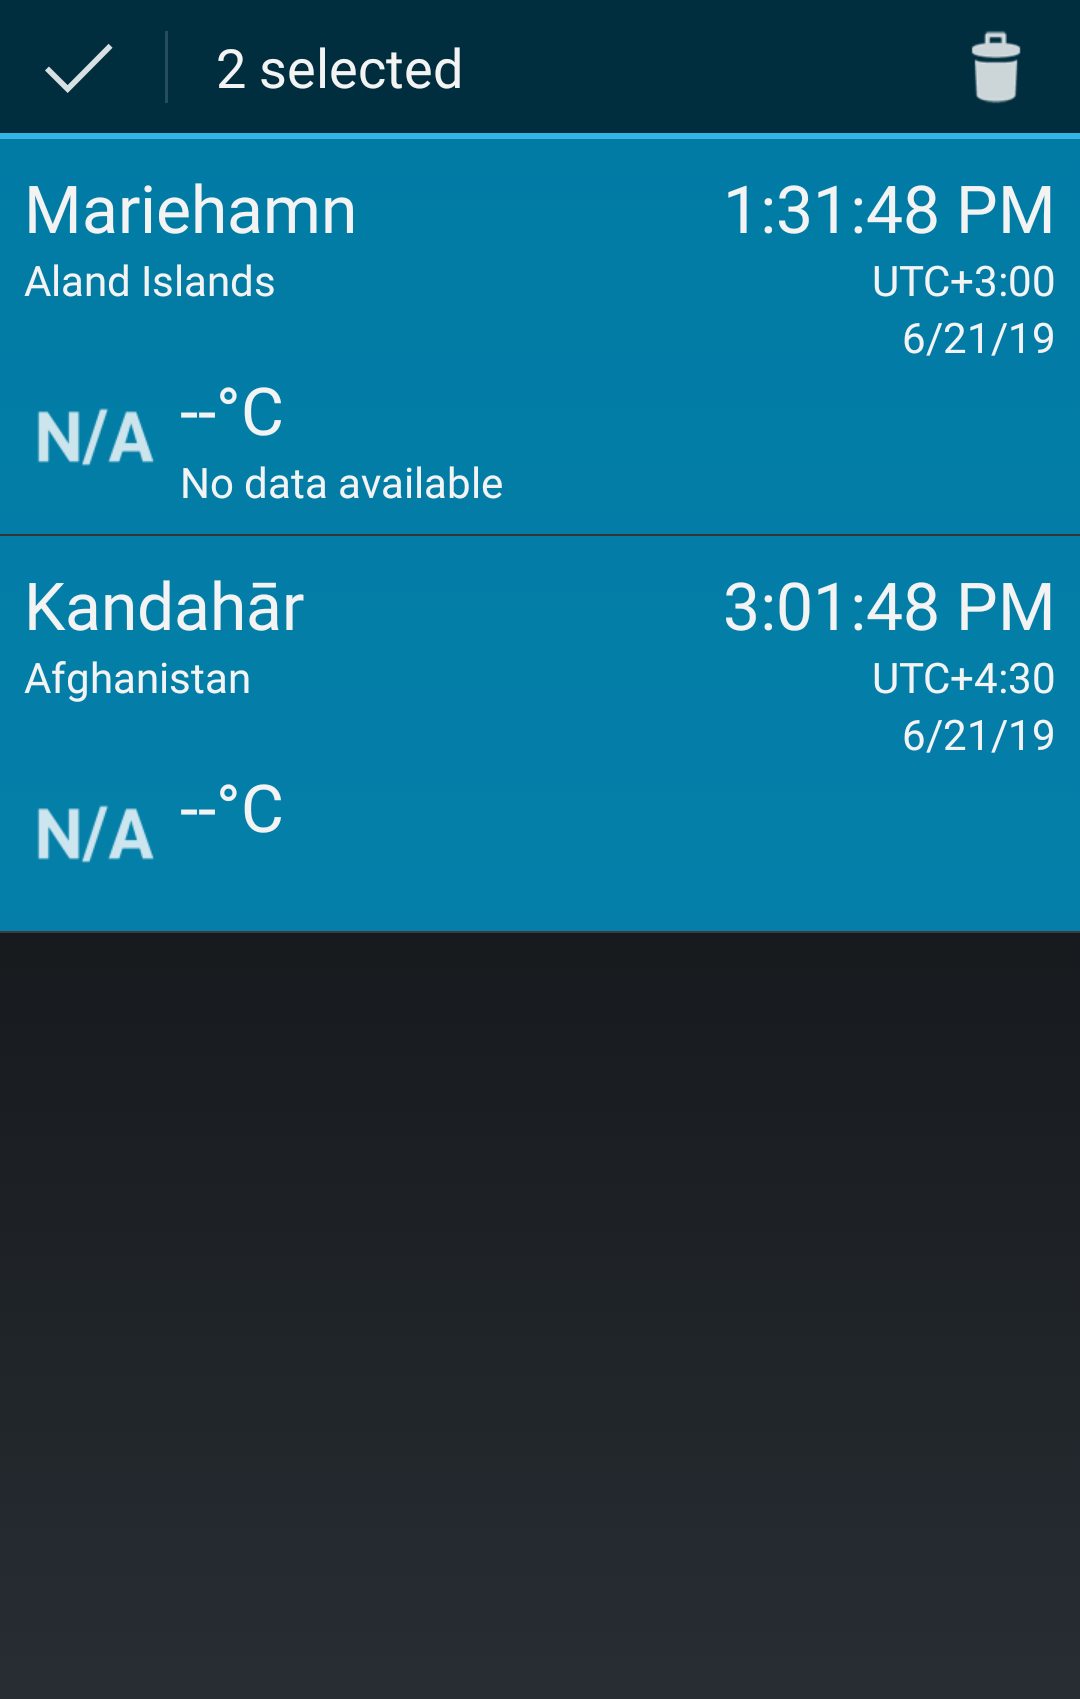 2 selected
Mariehamn 1:31:48 PM
Aland Islands UTC+3:00
6/21/19
N/A --°C
No data available
Kandahār 3:01:48 PM
Afghanistan UTC+4:30
6/21/19
N/A --°C